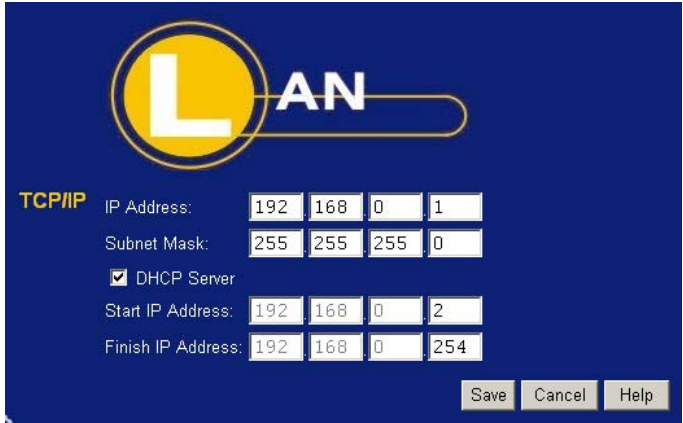 LAN
TCP/IP
IP Address: 192.168.0.1
Subnet Mask: 255.255.255.0
DHCP Server
Start IP Address: 192.168.0.2
Finish IP Address: 192.168.0.254
Save Cancel Help